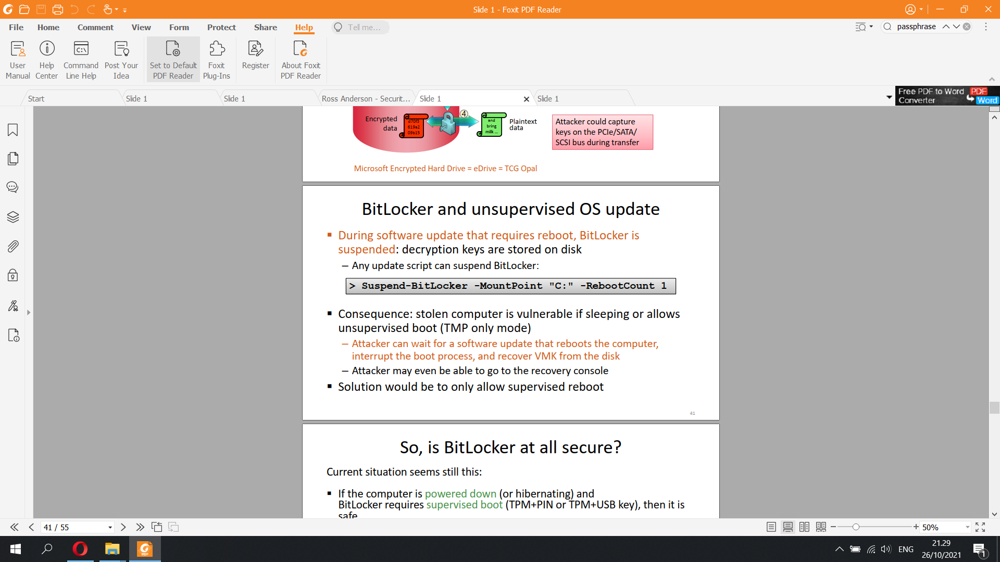 Slide 1 - Foxit PDF Reader
File Home Comment View Form Protect Share Help Tell me... passphrase
User Manual
Help Center
Command Line Help
Post Your Idea
Set to Default PDF Reader
Foxit Plug-Ins
Register
About Foxit PDF Reader
Start
Slide 1
Slide 1
Ross Anderson - Securit...
Slide 1
Slide 1
Free PDF to Word Converter
PDF
Word
Encrypted
data
d70f3
619a2
09b15
4
and
bring
milk ...
Plaintext
data
Attacker could capture
keys on the PCIe/SATA/
SCSI bus during transfer
Microsoft Encrypted Hard Drive = eDrive = TCG Opal
BitLocker and unsupervised OS update
▪ During software update that requires reboot, BitLocker is
suspended: decryption keys are stored on disk
– Any update script can suspend BitLocker:
> Suspend-BitLocker -MountPoint "C:" -RebootCount 1
▪ Consequence: stolen computer is vulnerable if sleeping or allows
unsupervised boot (TMP only mode)
– Attacker can wait for a software update that reboots the computer,
interrupt the boot process, and recover VMK from the disk
– Attacker may even be able to go to the recovery console
▪ Solution would be to only allow supervised reboot
41
So, is BitLocker at all secure?
Current situation seems still this:
▪ If the computer is powered down (or hibernating) and
BitLocker requires supervised boot (TPM+PIN or TPM+USB key), then it is
safe
41 / 55
50%
PDF
ENG
21.29
26/10/2021
1